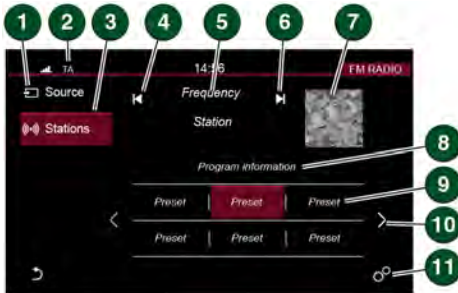 1 2 3 4 5 6 7
TA 14:56 FM RADIO
Source Frequency
Stations Station
8
Program information
9
Preset Preset Preset
10
Preset Preset Preset
11